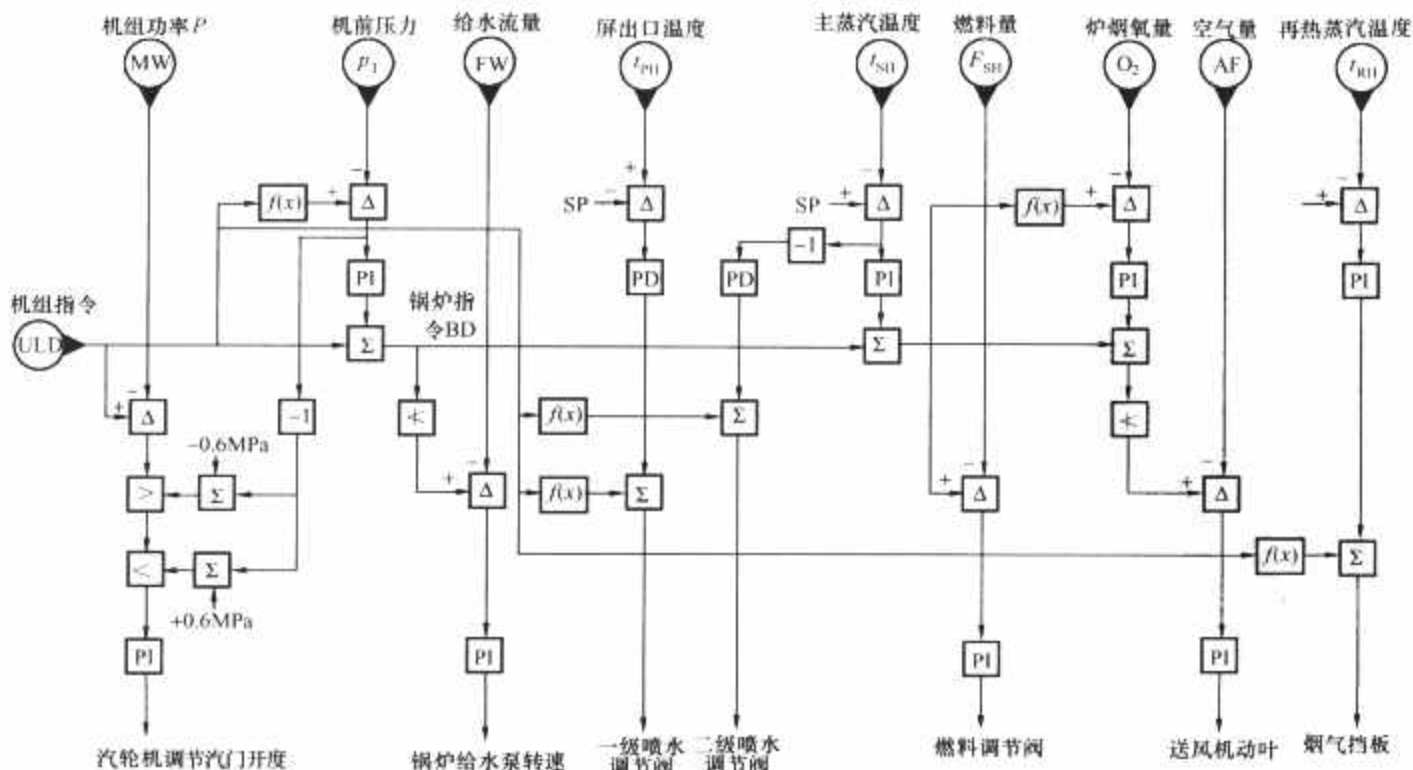 机组功率P 机前压力 给水流量 屏出口温度 主蒸汽温度 燃料量 炉烟氧量 空气量 再热蒸汽温度
MW p₁ FW t_PH t_SH F_SH O₂ AF t_RH
f(x) + − Δ
SP − + Δ
SP + − Δ
f(x) + − Δ
+ − Δ
PI PD PD −1 PI PI PI
机组指令
ULD
锅炉指
令BD
Σ Σ Σ
+ − Δ −1 ≮ f(x) Σ ≮
−0.6MPa
> Σ + − Δ f(x) Σ + − Δ + − Δ
< Σ f(x) Σ
+0.6MPa
PI PI PI PI
汽轮机调节汽门开度 锅炉给水泵转速 一级喷水
调节阀 二级喷水
调节阀 燃料调节阀 送风机动叶 烟气挡板